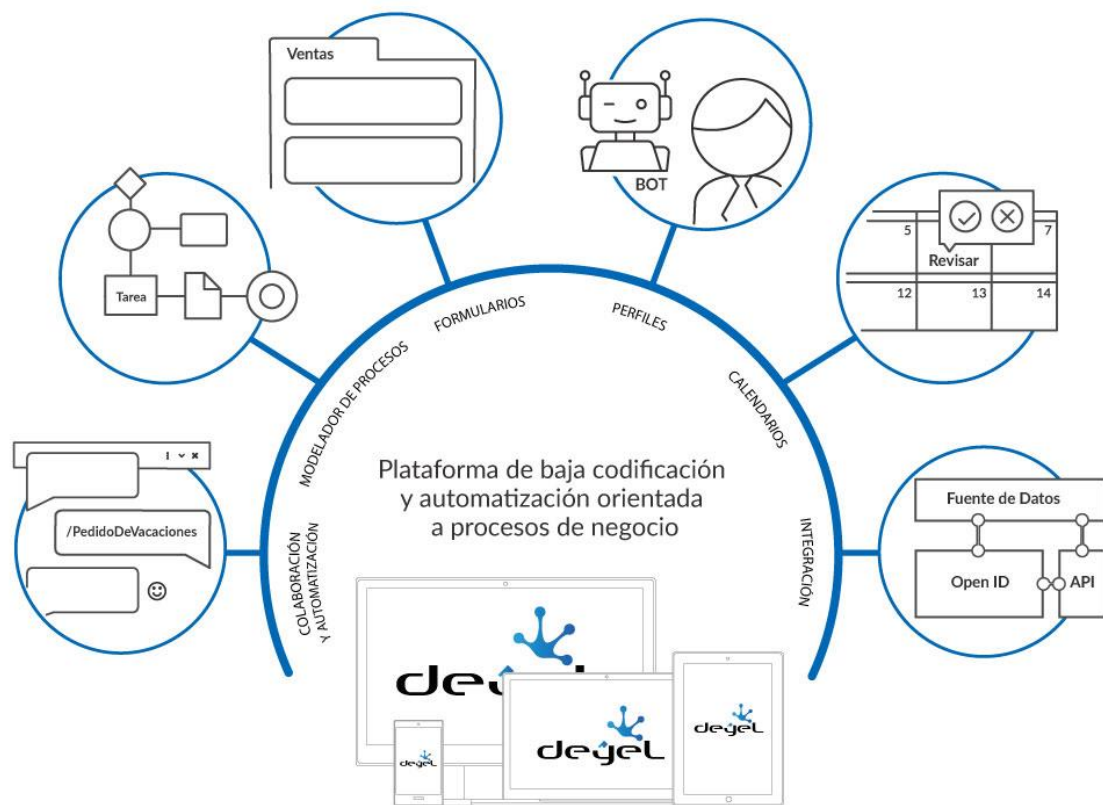 Ventas
BOT
5
7
Revisar
12
13
14
Tarea
FORMULARIOS
PERFILES
MODELADOR DE PROCESOS
CALENDARIOS
/PedidoDeVacaciones
COLABORACIÓN
Y AUTOMATIZACIÓN
Plataforma de baja codificación
y automatización orientada
a procesos de negocio
INTEGRACIÓN
Fuente de Datos
Open ID
API
deyel
deyel
deyel
deyel